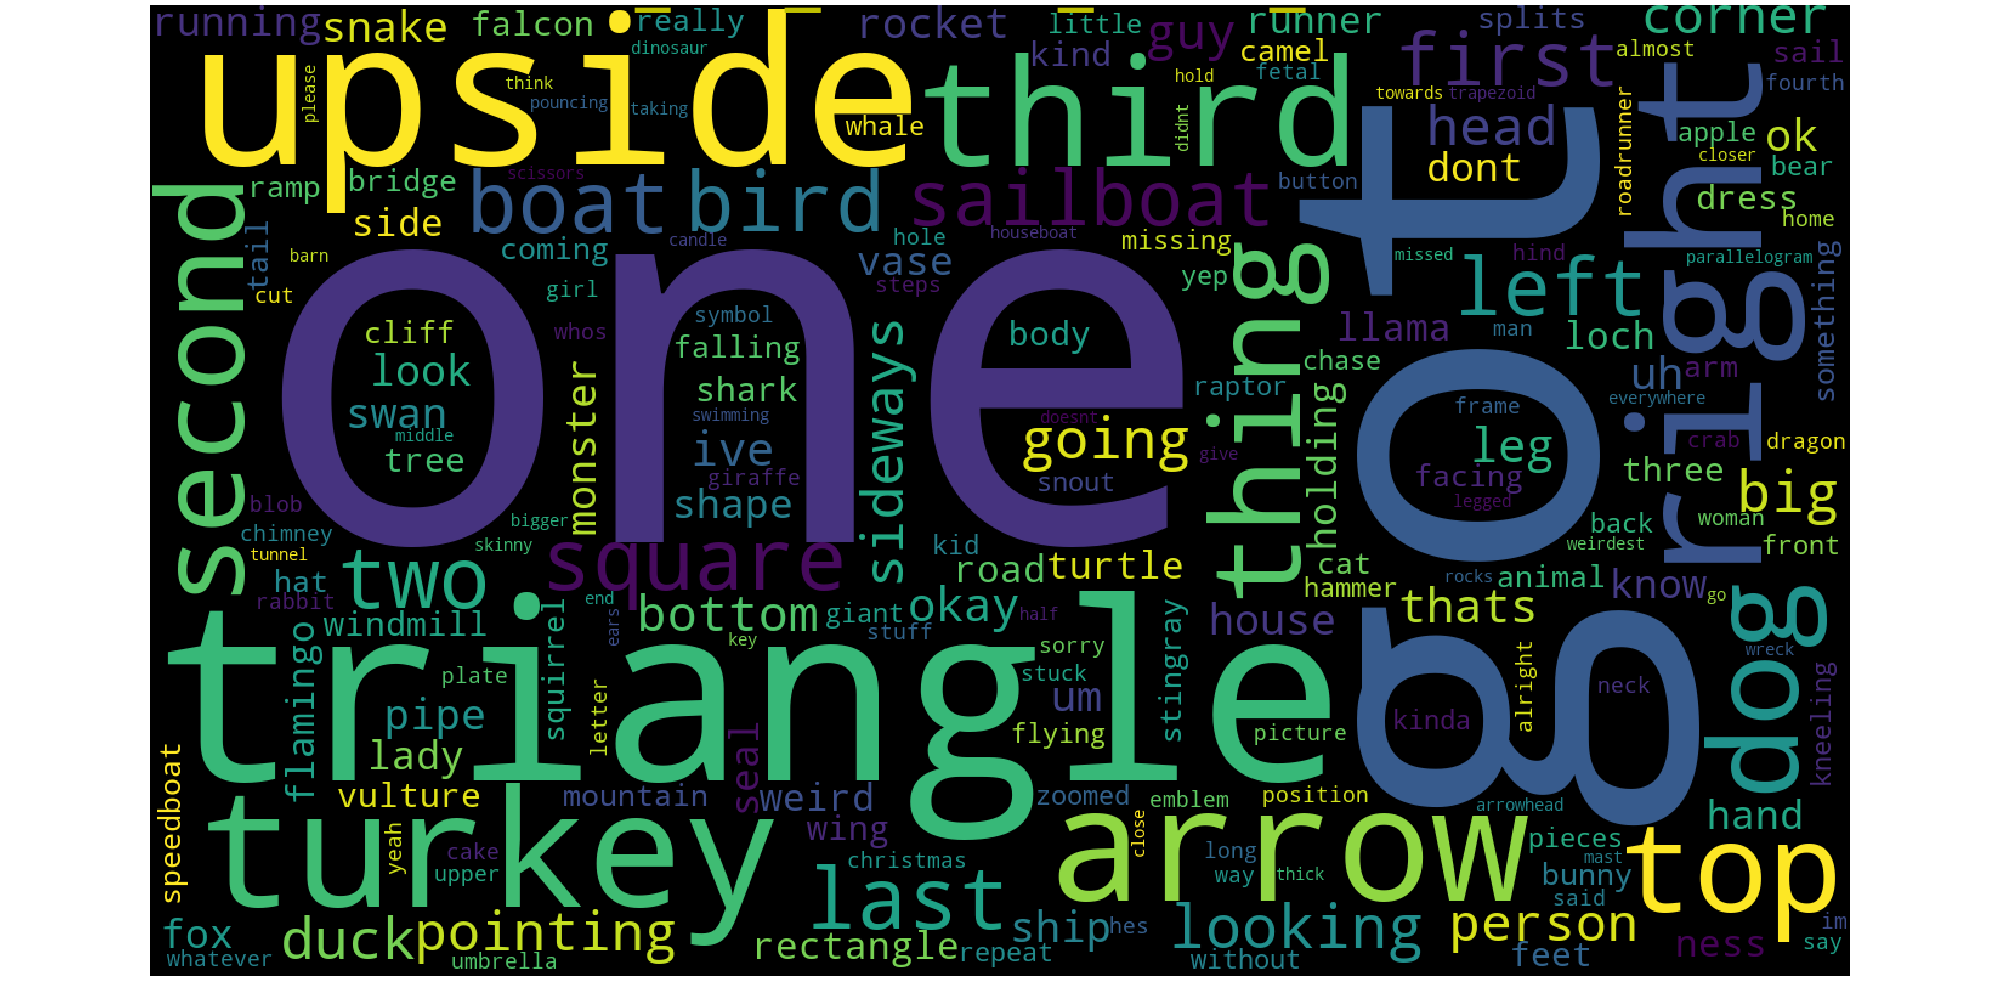 running
snake
falcon
really
dinosaur
rocket
little
kind
guy
runner
camel
fetal
splits
first
corner
almost
sail
fourth
upside
please
think
pouncing
taking
whale
third
hold
didnt
towards
trapezoid
head
dont
roadrunner
apple
ok
closer
bear
dress
home
second
ramp
bridge
scissors
side
boat
bird
sailboat
button
got
right
tail
barn
cut
coming
candle
hole
houseboat
vase
steps
missing
yep
thing
missed
hind
left
parallelogram
something
girl
one
cliff
look
swan
middle
tree
whos
symbol
falling
shark
swimming
ive
giraffe
shape
sideways
body
doesnt
going
snout
give
raptor
llama
chase
man
loch
uh
arm
everywhere
frame
leg
facing
legged
crab
dragon
three
big
holding
monster
blob
chimney
tunnel
bigger
skinny
hat
rabbit
two
square
kid
road
turtle
cat
hammer
rocks
animal
weirdest
back
woman
front
know
go
windmill
flamingo
squirrel
end
ears
bottom
key
giant
stuff
okay
half
sorry
stuck
um
stingray
house
thats
dog
wreck
kneeling
triangle
plate
pipe
lady
letter
seal
flying
picture
kinda
alright
neck
speedboat
vulture
mountain
weird
wing
zoomed
emblem
position
arrowhead
hand
turkey
yeah
cake
upper
christmas
last
close
arrow
long
way
thick
pieces
mast
bunny
said
top
fox
whatever
duck
pointing
umbrella
rectangle
repeat
ship
hes
looking
without
person
feet
ness
im
say